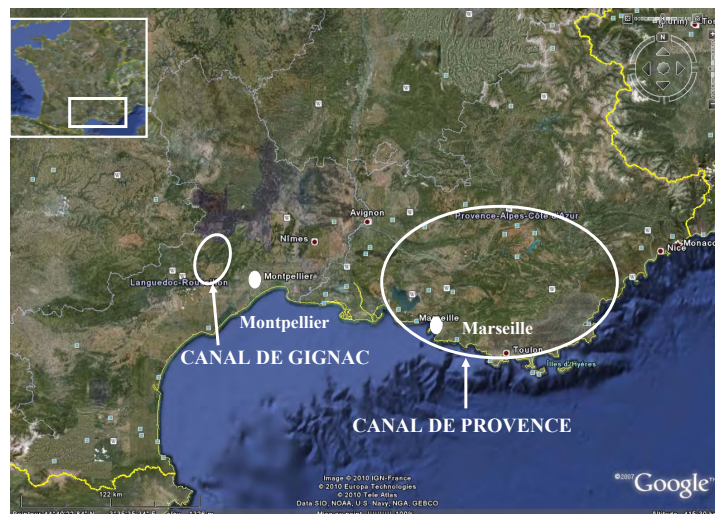 Torino
N
Avignon
Provence-Alpes-Côte d'Azur
Nîmes
Nice
Monaco
Languedoc-Roussillon
Montpellier
Montpellier
Marseille
Marseille
CANAL DE GIGNAC
Toulon
Îles d'Hyères
CANAL DE PROVENCE
122 km
Image © 2010 IGN-France
© 2010 Europa Technologies
© 2010 Tele Atlas
Data SIO, NOAA, U.S. Navy, NGA, GEBCO
©2007 Google™